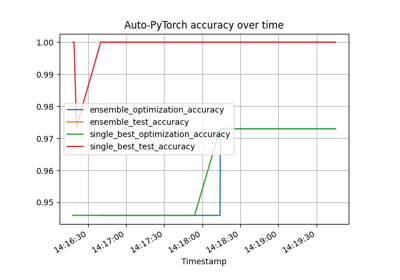 Auto-PyTorch accuracy over time
1.00
0.99
0.98
0.97
0.96
0.95
ensemble_optimization_accuracy
ensemble_test_accuracy
single_best_optimization_accuracy
single_best_test_accuracy
14:16:30
14:17:00
14:17:30
14:18:00
14:18:30
14:19:00
14:19:30
Timestamp